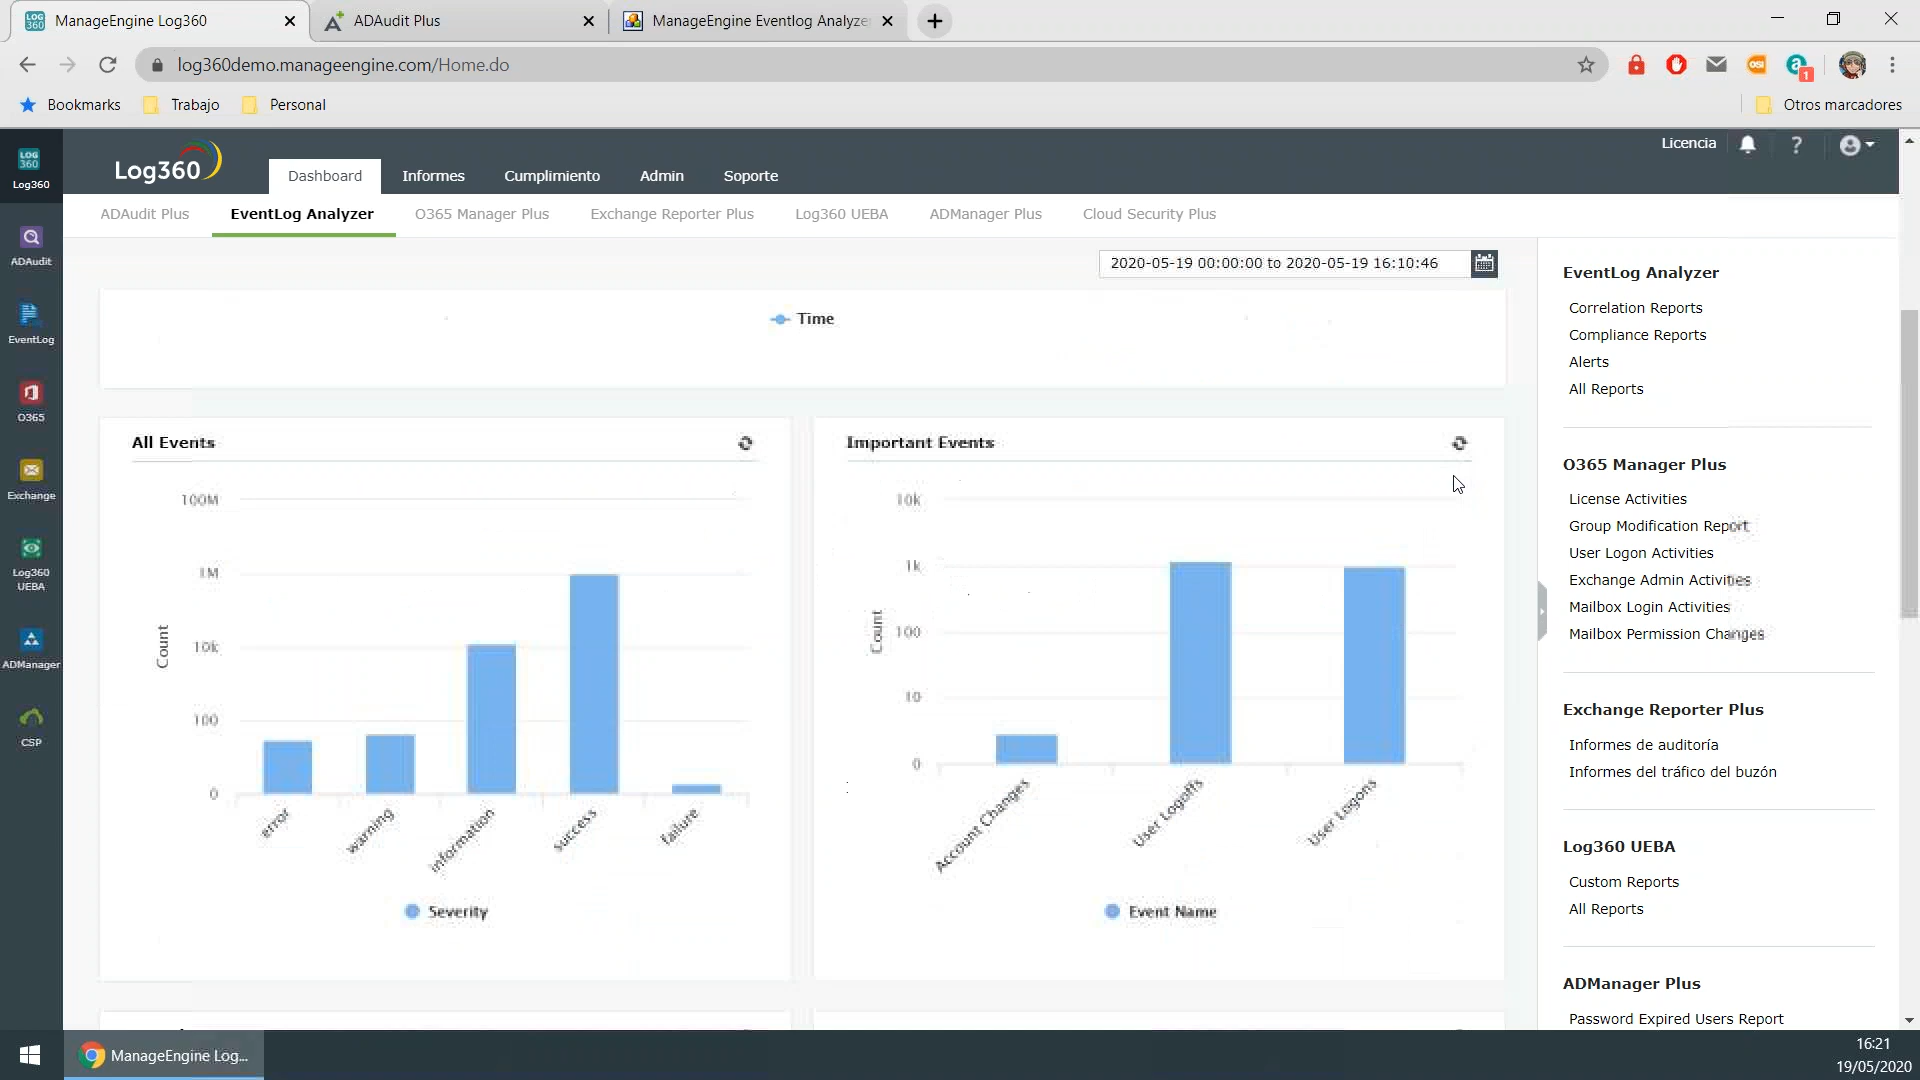 ManageEngine Log360
ADAudit Plus
ManageEngine Eventlog Analyze
log360demo.manageengine.com/Home.do
1
Bookmarks
Trabajo
Personal
Otros marcadores
LOG 360
Log360
ADAudit
EventLog
O365
Exchange
Log360
UEBA
ADManager
CSP
Log360
Dashboard
Informes
Cumplimiento
Admin
Soporte
Licencia
?
ADAudit Plus
EventLog Analyzer
O365 Manager Plus
Exchange Reporter Plus
Log360 UEBA
ADManager Plus
Cloud Security Plus
2020-05-19 00:00:00 to 2020-05-19 16:10:46
Time
All Events
100M
1M
10k
100
0
Count
error
warning
information
success
failure
Severity
Important Events
10k
1k
100
10
0
Count
Account Changes
User Logoffs
User Logons
Event Name
EventLog Analyzer
Correlation Reports
Compliance Reports
Alerts
All Reports
O365 Manager Plus
License Activities
Group Modification Report
User Logon Activities
Exchange Admin Activities
Mailbox Login Activities
Mailbox Permission Changes
Exchange Reporter Plus
Informes de auditoría
Informes del tráfico del buzón
Log360 UEBA
Custom Reports
All Reports
ADManager Plus
Password Expired Users Report
ManageEngine Log...
16:21
19/05/2020